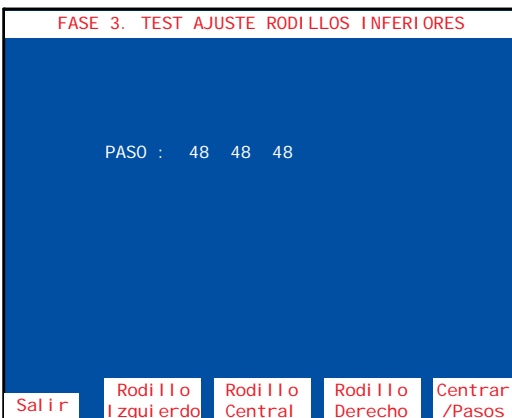 FASE 3. TEST AJUSTE RODILLOS INFERIORES
PASO : 48 48 48
Salir
Rodillo
Izquierdo
Rodillo
Central
Rodillo
Derecho
Centrar
/Pasos